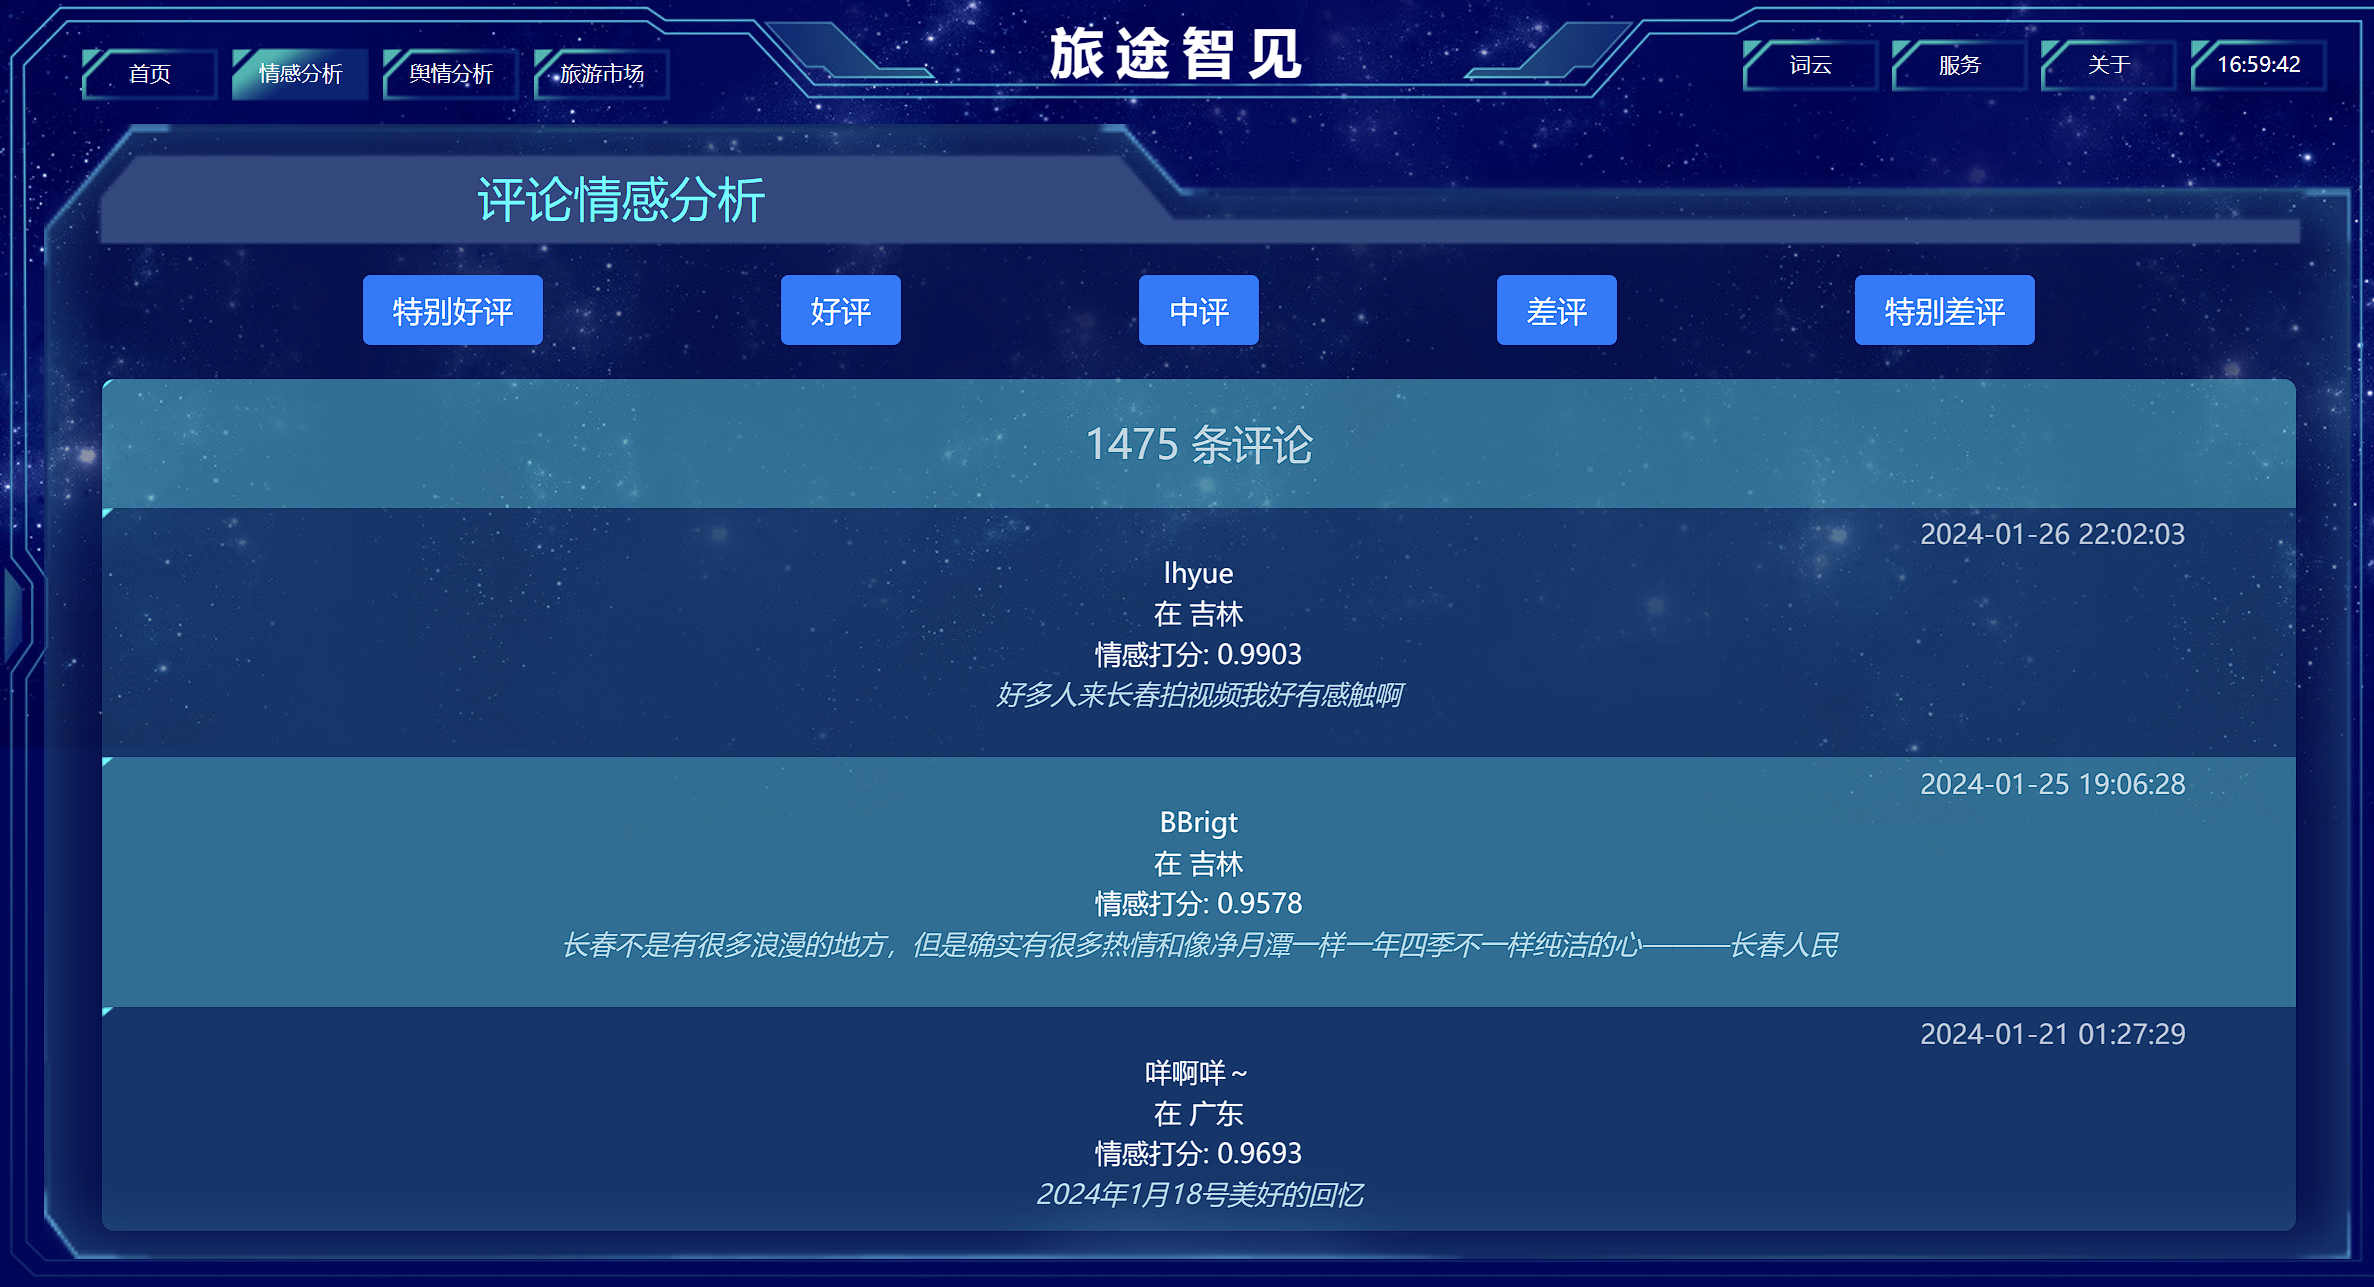 旅途智见
首页
情感分析
舆情分析
旅游市场
词云
服务
关于
16:59:42
评论情感分析
特别好评
好评
中评
差评
特别差评
1475 条评论
2024-01-26 22:02:03
lhyue
在 吉林
情感打分: 0.9903
好多人来长春拍视频我好有感触啊
2024-01-25 19:06:28
BBrigt
在 吉林
情感打分: 0.9578
长春不是有很多浪漫的地方，但是确实有很多热情和像净月潭一样一年四季不一样纯洁的心———长春人民
2024-01-21 01:27:29
咩啊咩～
在 广东
情感打分: 0.9693
2024年1月18号美好的回忆